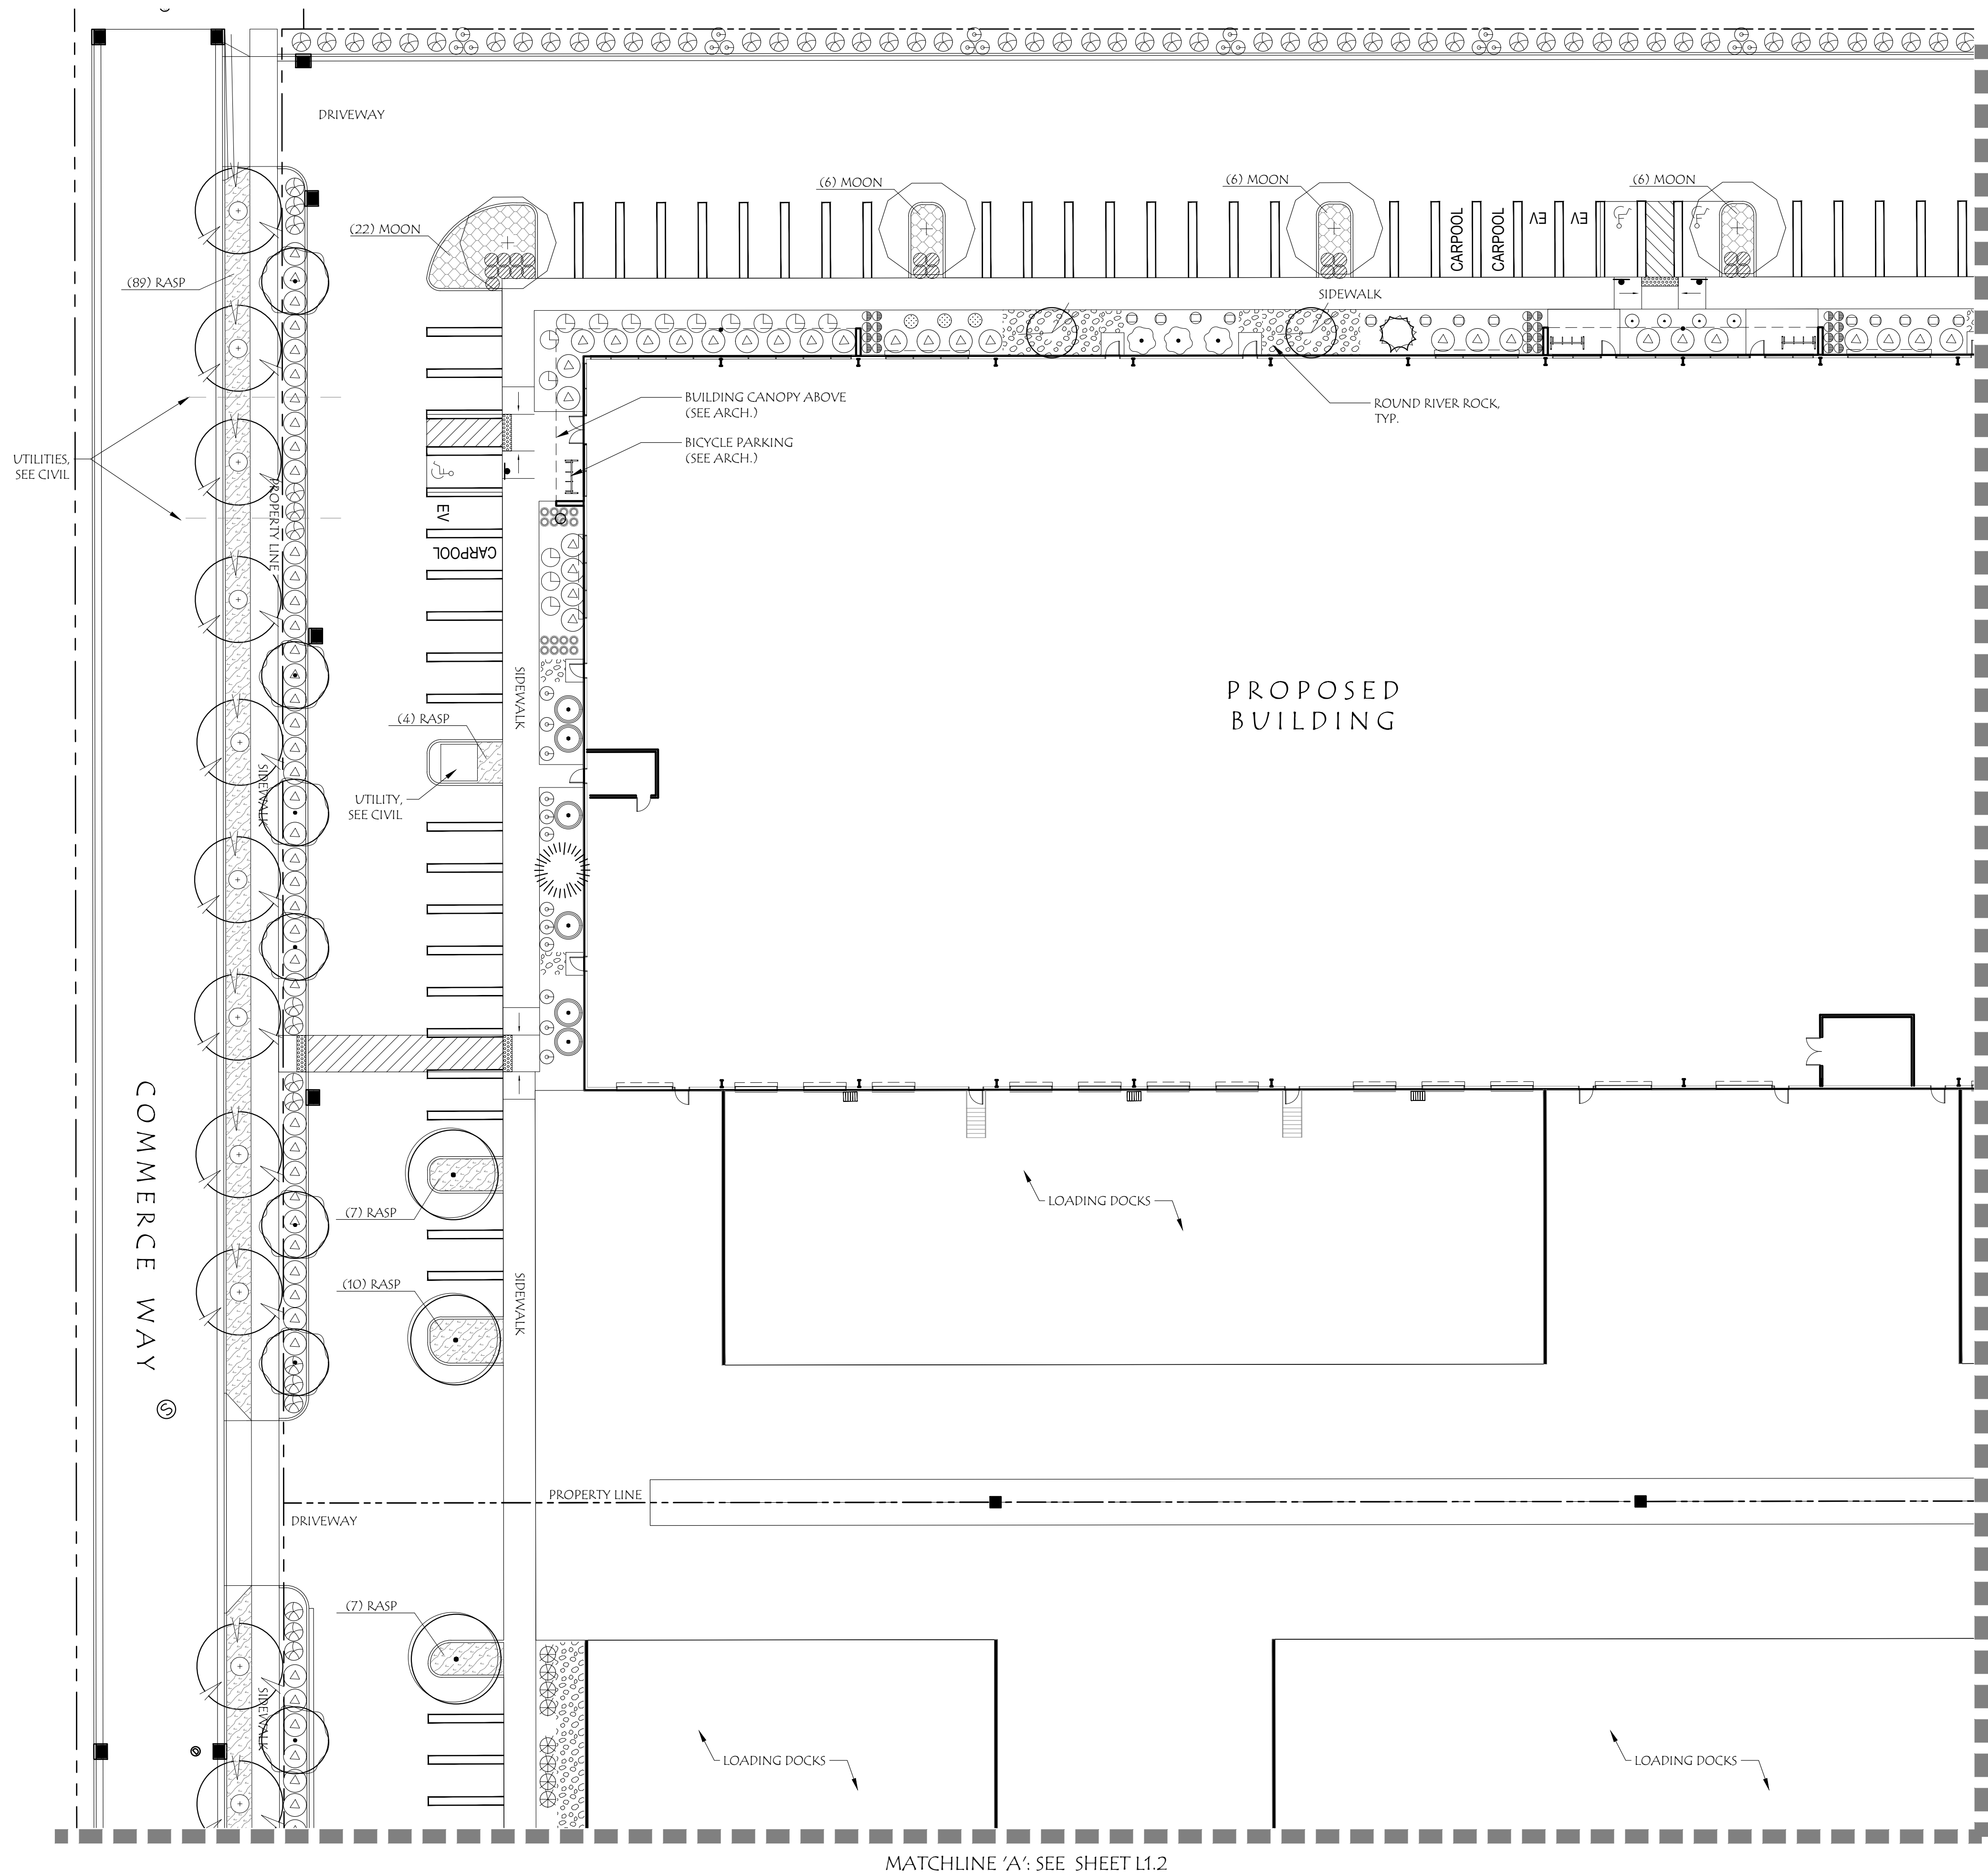 DRIVEWAY
(6) MOON
(6) MOON
(6) MOON
(22) MOON
CARPOOL
CARPOOL
EV
EV
(89) RASP
SIDEWALK
BUILDING CANOPY ABOVE
(SEE ARCH.)
ROUND RIVER ROCK,
TYP.
BICYCLE PARKING
(SEE ARCH.)
UTILITIES,
SEE CIVIL
PROPERTY LINE
EV
CARPOOL
SIDEWALK
PROPOSED
BUILDING
(4) RASP
SIDEWALK
UTILITY,
SEE CIVIL
COMMERCE WAY
(7) RASP
LOADING DOCKS
(10) RASP
SIDEWALK
S
PROPERTY LINE
DRIVEWAY
(7) RASP
SIDEWALK
LOADING DOCKS
LOADING DOCKS
MATCHLINE 'A': SEE SHEET L1.2